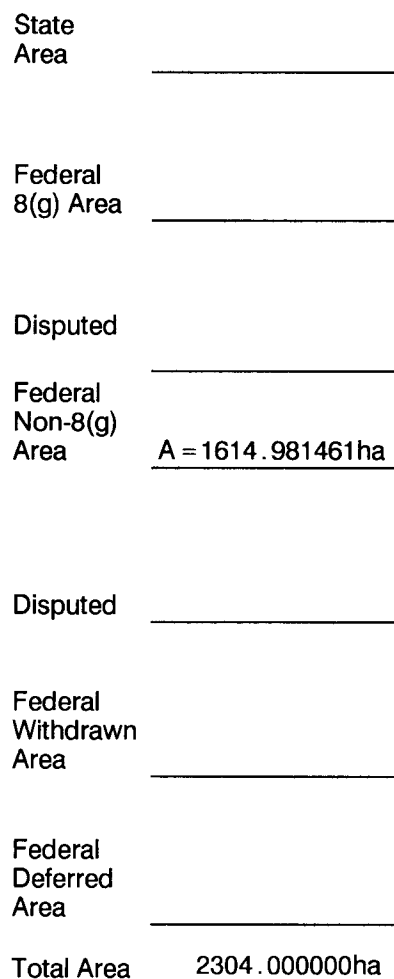 State
Area
Federal
8(g) Area
Disputed
Federal
Non-8(g)
Area A = 1614.981461ha
Disputed
Federal
Withdrawn
Area
Federal
Deferred
Area
Total Area 2304.000000ha